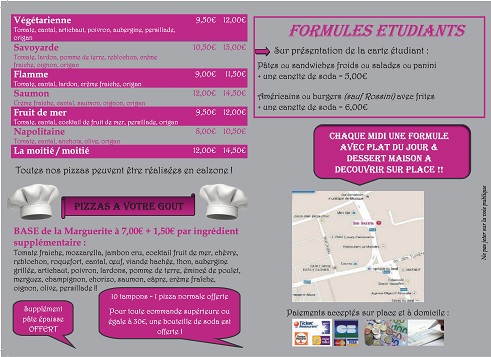 Végétarienne 9,50€ 12,00€
Tomate, cantal, artichaut, poivron, aubergine, persillade,
origan
Savoyarde 10,50€ 13,00€
Tomate, lardon, pomme de terre, reblochon, crème
fraiche, oignon, origan
Flamme 9,00€ 11,50€
Tomate, cantal, lardon, crème fraiche, origan
Saumon 12,00€ 14,50€
Crème fraiche, cantal, saumon, oignon, origan
Fruit de mer 9,50€ 12,00€
Tomate, cantal, cocktail de fruit de mer, persillade, origan
Napolitaine 8,00€ 10,50€
Tomate, cantal, anchois, olive, origan
La moitié / moitié 12,00€ 14,50€
Toutes nos pizzas peuvent être réalisées en calzone !
PIZZAS A VOTRE GOUT
BASE de la Marguerite à 7,00€ + 1,50€ par ingrédient
supplémentaire :
Tomate fraiche, mozzarella, jambon cru, cocktail fruit de mer, chèvre,
reblochon, roquefort, cantal, œuf, viande hachée, thon, aubergine
grillée, artichaut, poivron, lardons, pomme de terre, émincé de poulet,
merguez, champignon, chorizo, saumon, câpre, crème fraîche,
oignon, olive, persillade !!
Supplément
pâte épaisse
OFFERT
10 tampons = 1 pizza normale offerte
Pour toute commande supérieure ou
égale à 30€, une bouteille de soda est
offert !
FORMULES ETUDIANTS
Sur présentation de la carte étudiant :
Pâtes ou sandwiches froids ou salades ou panini
+ une canette de soda = 5,00€
Américains ou burgers (sauf Rossini) avec frites
+ une canette de soda = 6,00€
CHAQUE MIDI UNE FORMULE
AVEC PLAT DU JOUR &
DESSERT MAISON A
DECOUVRIR SUR PLACE !!
Ne pas jeter sur la voie publique
Paiements acceptés sur place et à domicile :
Ticket
Restaurant
CB
VISA